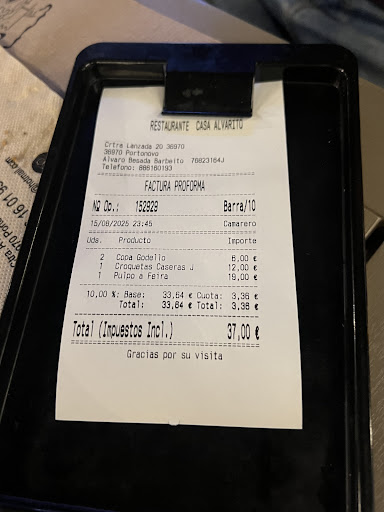 RESTAURANTE CASA ALVARITO
Crtra Lanzada 20 36970
36970 Portonovo
Alvaro Besada Barbeito 76823164J
Telefono: 886160193
FACTURA PROFORMA
Nº Op.: 152929 Barra/10
15/08/2025 23:45 Camarero
Uds. Producto Importe
2 Copa Godello 6,00 €
1 Croquetas Caseras J 12,00 €
1 Pulpo a Feira 19,00 €
10,00 %: Base: 33,64 € Cuota: 3,36 €
Total: 33,64 € Total: 3,36 €
Total (Impuestos Incl.) 37,00 €
Gracias por su visita